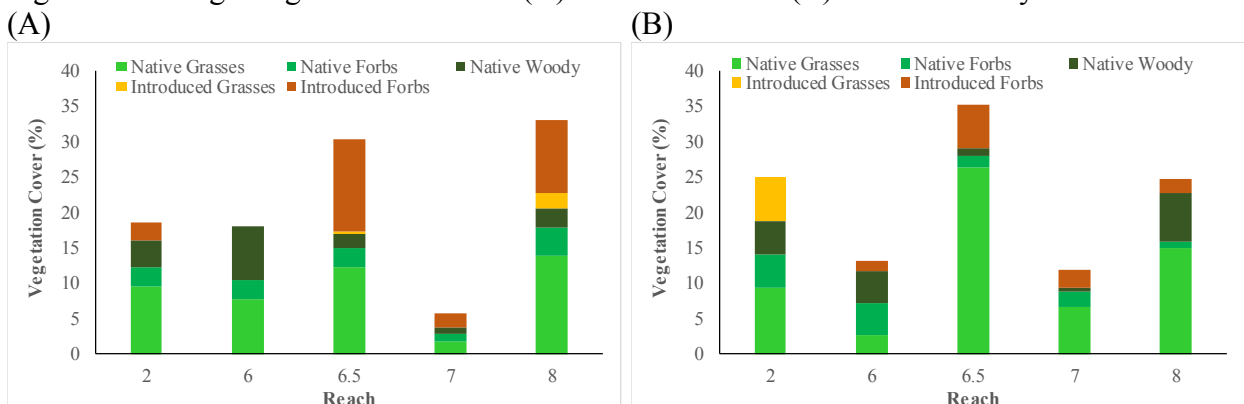 (A)
Native Grasses Native Forbs Native Woody
Introduced Grasses Introduced Forbs
Vegetation Cover (%)
40
35
30
25
20
15
10
5
0
2 6 6.5 7 8
Reach
(B)
Native Grasses Native Forbs Native Woody
Introduced Grasses Introduced Forbs
Vegetation Cover (%)
40
35
30
25
20
15
10
5
0
2 6 6.5 7 8
Reach